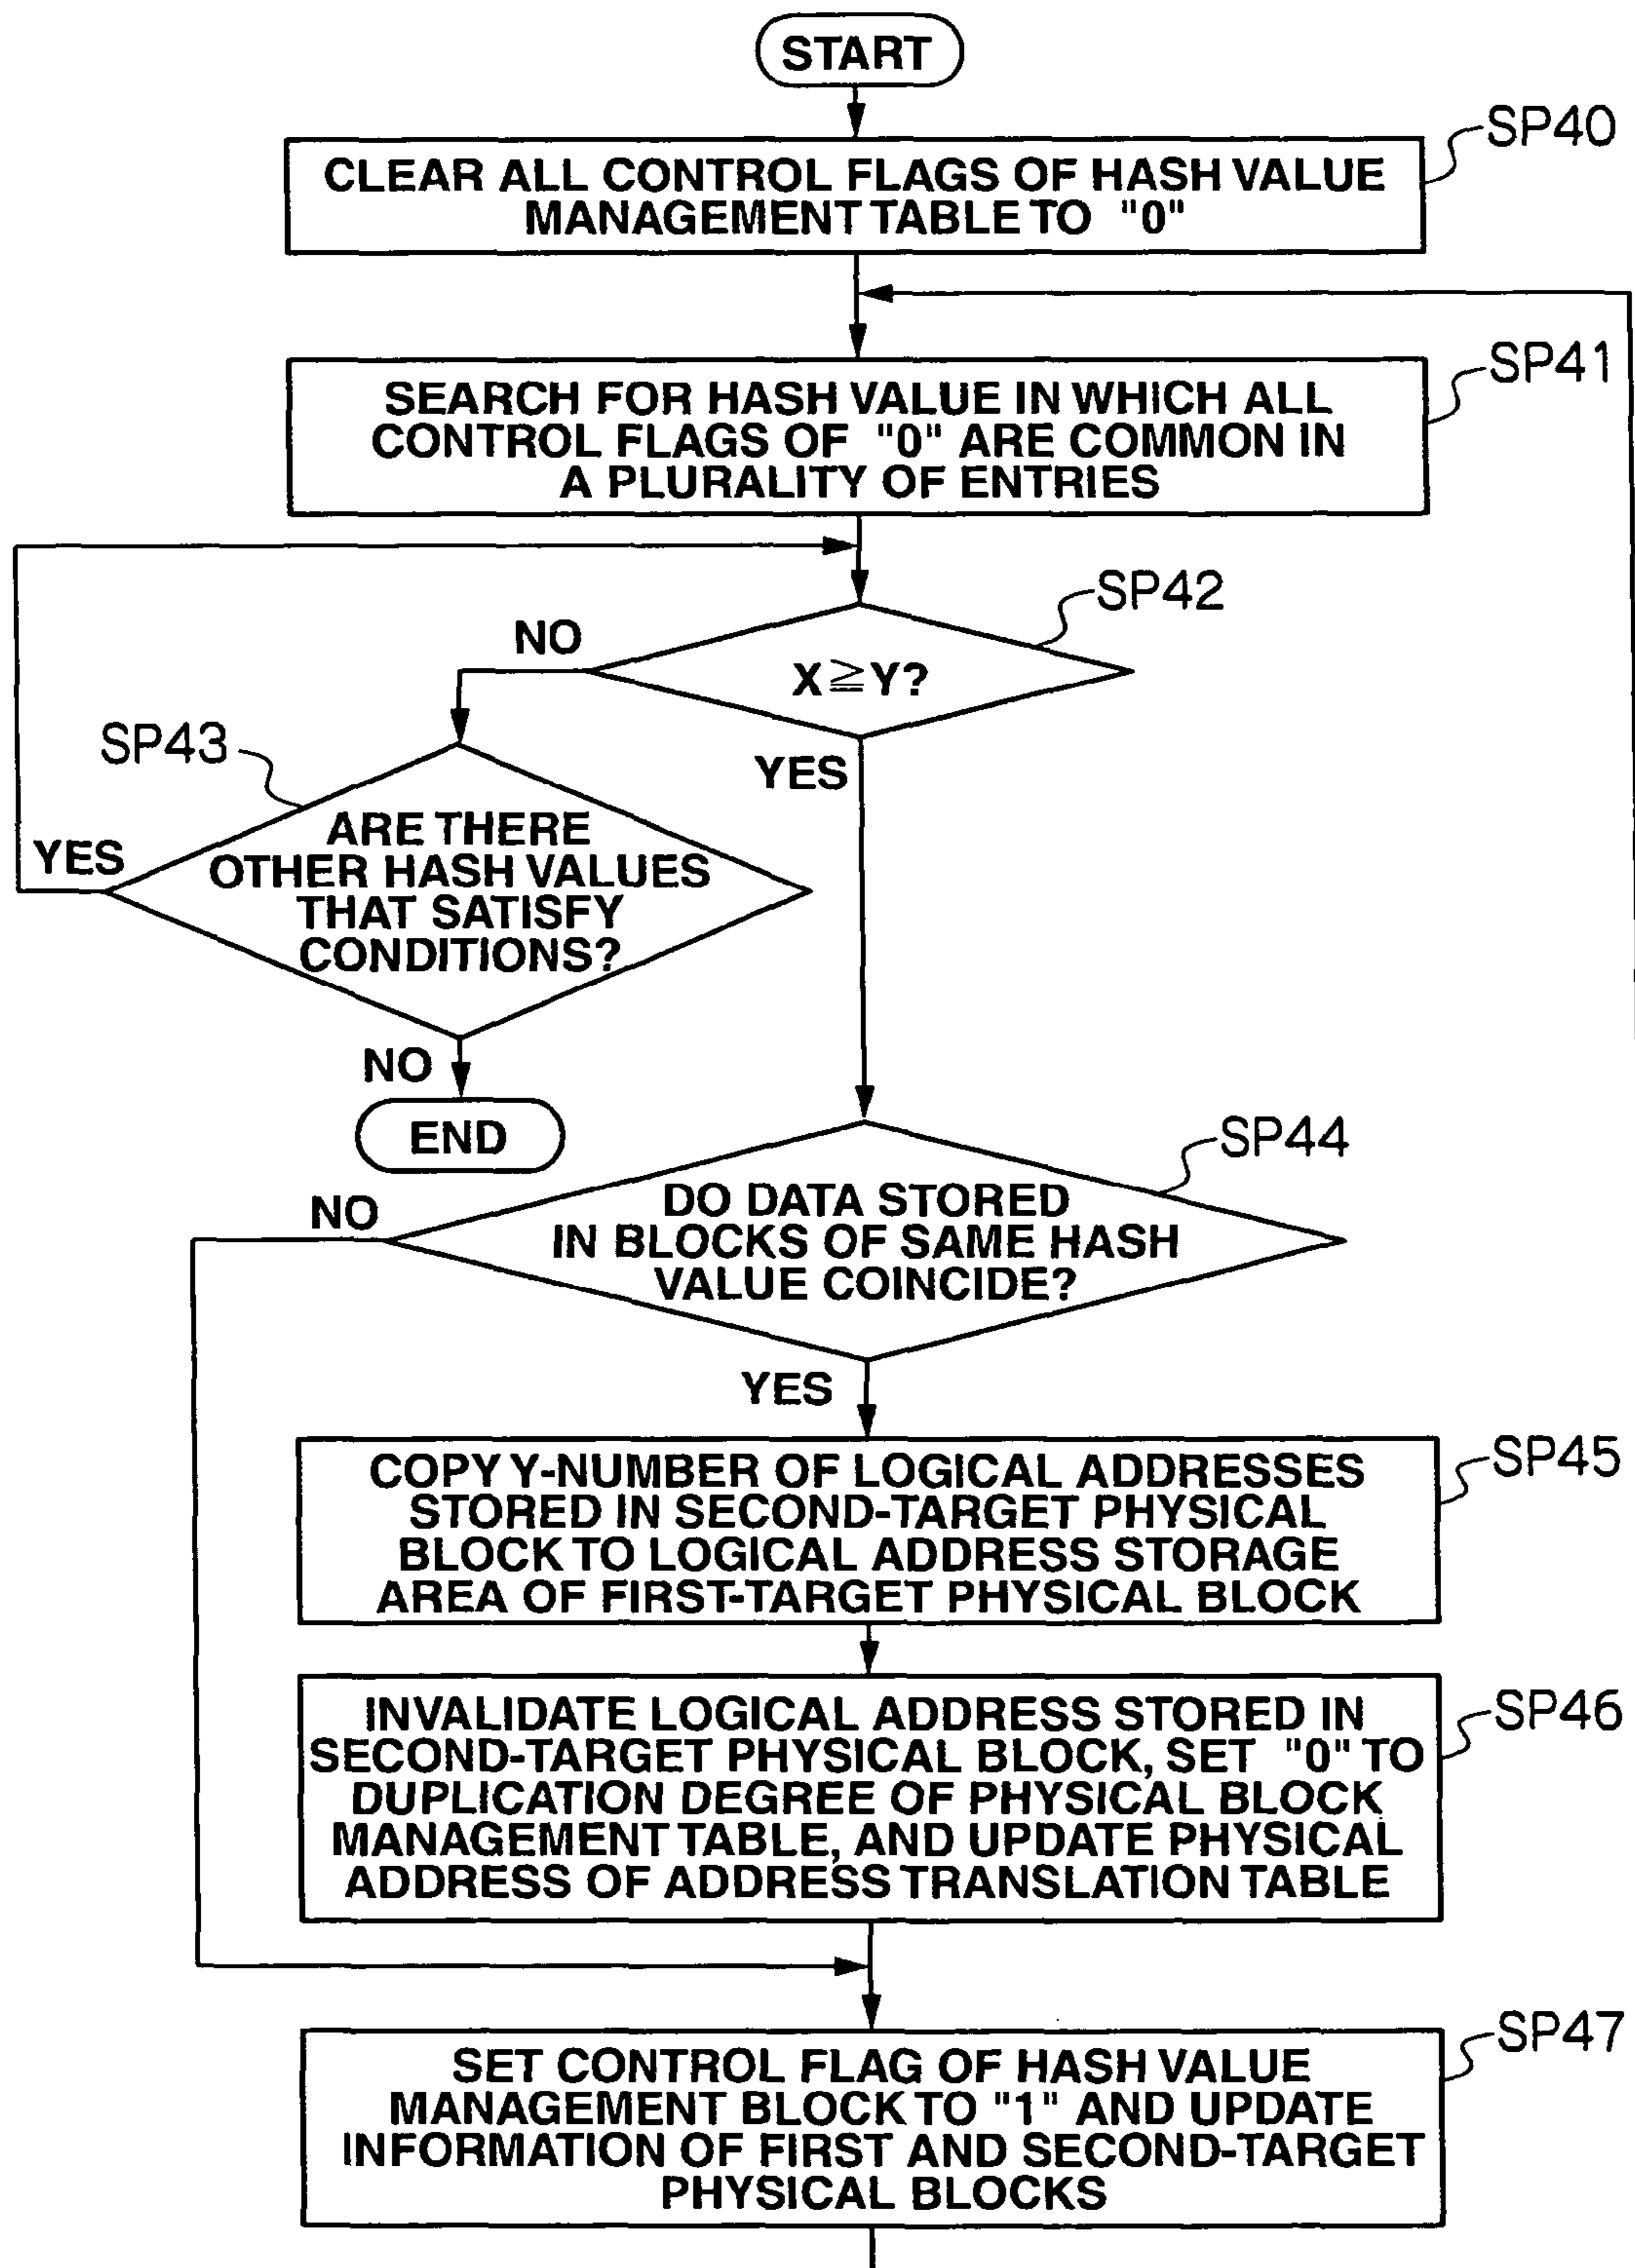 START
SP40
CLEAR ALL CONTROL FLAGS OF HASH VALUE
MANAGEMENT TABLE TO "0"
SP41
SEARCH FOR HASH VALUE IN WHICH ALL
CONTROL FLAGS OF "0" ARE COMMON IN
A PLURALITY OF ENTRIES
SP42
NO
X≧Y?
SP43
YES
ARE THERE
OTHER HASH VALUES
THAT SATISFY
CONDITIONS?
YES
NO
END
SP44
NO
DO DATA STORED
IN BLOCKS OF SAME HASH
VALUE COINCIDE?
YES
SP45
COPY Y-NUMBER OF LOGICAL ADDRESSES
STORED IN SECOND-TARGET PHYSICAL
BLOCK TO LOGICAL ADDRESS STORAGE
AREA OF FIRST-TARGET PHYSICAL BLOCK
SP46
INVALIDATE LOGICAL ADDRESS STORED IN
SECOND-TARGET PHYSICAL BLOCK, SET "0" TO
DUPLICATION DEGREE OF PHYSICAL BLOCK
MANAGEMENT TABLE, AND UPDATE PHYSICAL
ADDRESS OF ADDRESS TRANSLATION TABLE
SP47
SET CONTROL FLAG OF HASH VALUE
MANAGEMENT BLOCK TO "1" AND UPDATE
INFORMATION OF FIRST AND SECOND-TARGET
PHYSICAL BLOCKS